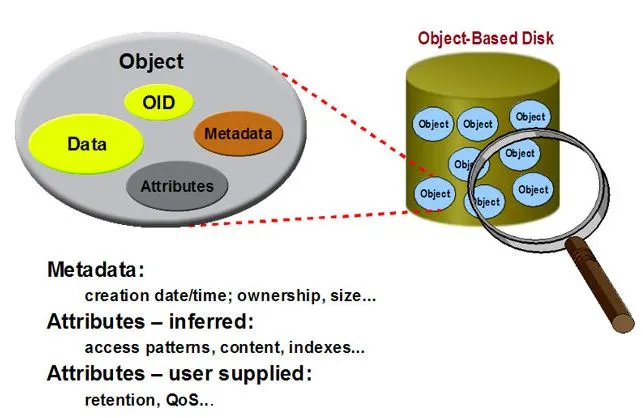 Object-Based Disk
Object
OID
Data
Metadata
Attributes
Object
Object
Object
Object
Object
Object
Object
Object
Metadata:
creation date/time; ownership, size...
Attributes – inferred:
access patterns, content, indexes...
Attributes – user supplied:
retention, QoS...